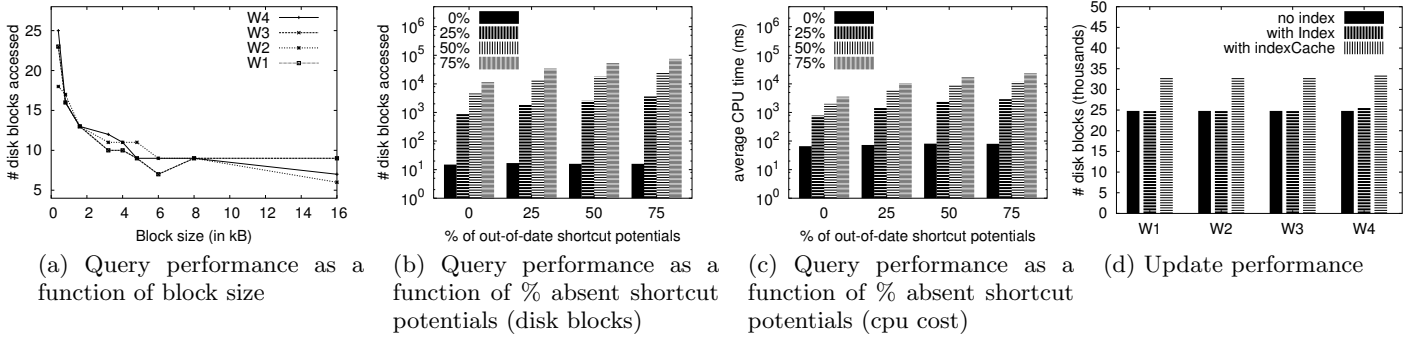 # disk blocks accessed
25
20
15
10
5
0 2 4 6 8 10 12 14 16
Block size (in kB)
W4
W3
W2
W1
(a) Query performance as a
function of block size
# disk blocks accessed
10^6
10^5
10^4
10^3
10^2
10^1
10^0
0%
25%
50%
75%
0 25 50 75
% of out-of-date shortcut potentials
(b) Query performance as a
function of % absent shortcut
potentials (disk blocks)
average CPU time (ms)
10^6
10^5
10^4
10^3
10^2
10^1
10^0
0%
25%
50%
75%
0 25 50 75
% of out-of-date shortcut potentials
(c) Query performance as a
function of % absent shortcut
potentials (cpu cost)
# disk blocks (thousands)
50
45
40
35
30
25
20
15
10
5
0
no index
with Index
with indexCache
W1 W2 W3 W4
(d) Update performance